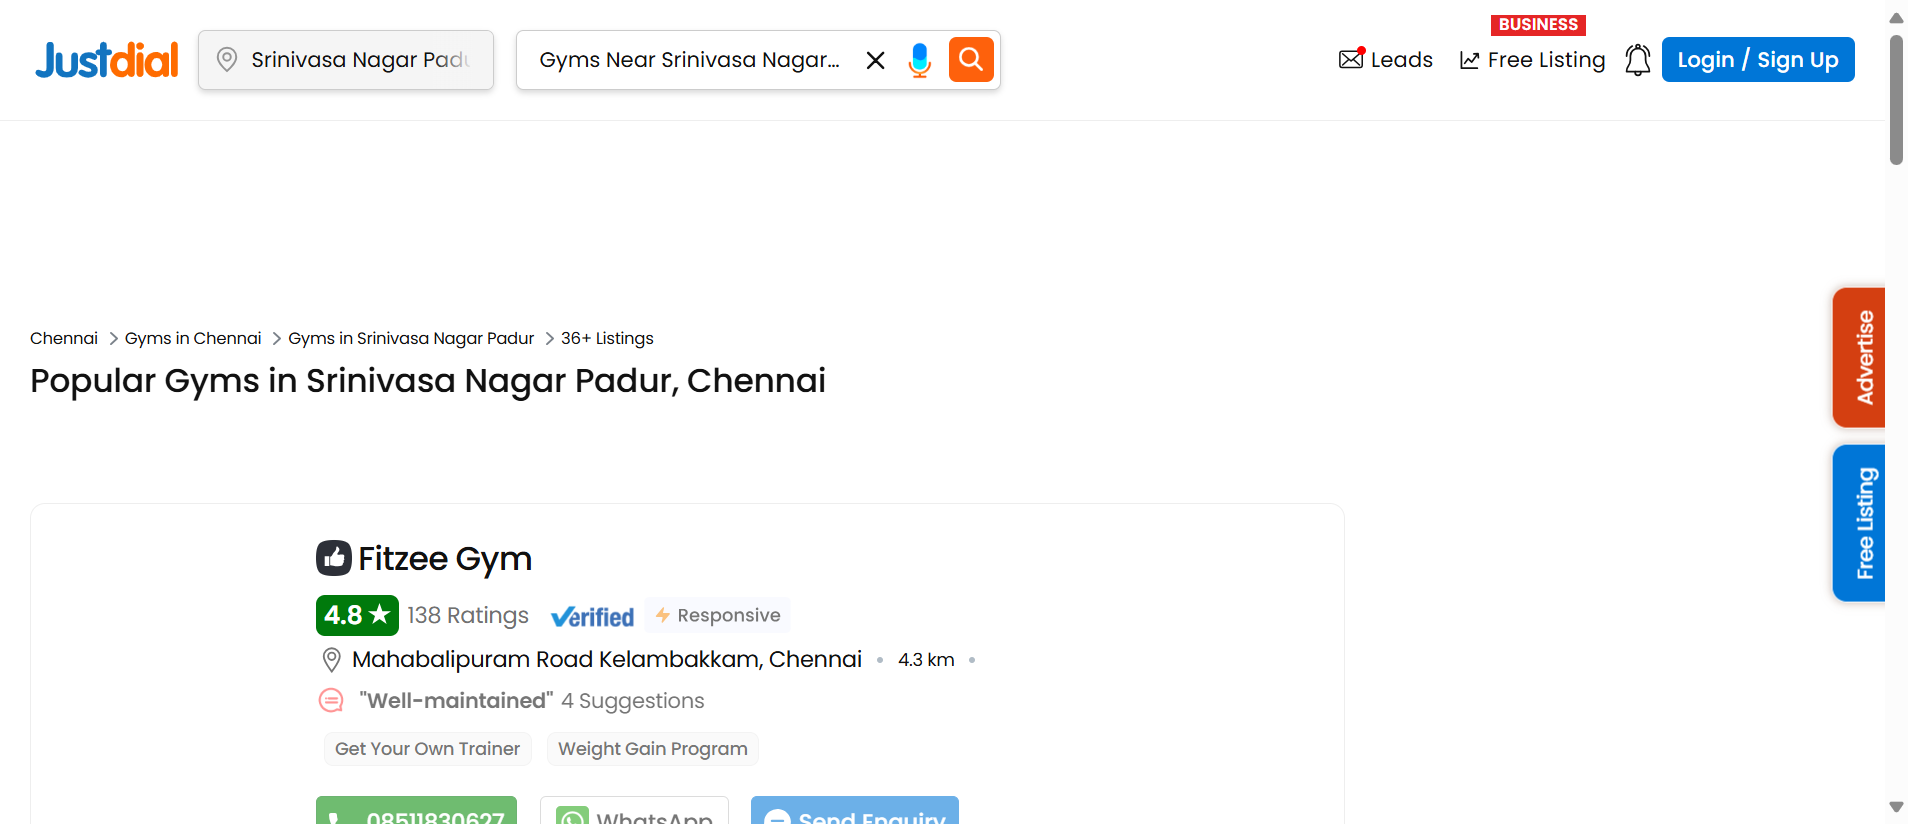 Justdial
Srinivasa Nagar Padu
Gyms Near Srinivasa Nagar...
Leads
BUSINESS
Free Listing
Login / Sign Up
Advertise
Free Listing
Chennai > Gyms in Chennai > Gyms in Srinivasa Nagar Padur > 36+ Listings
Popular Gyms in Srinivasa Nagar Padur, Chennai
Fitzee Gym
4.8 ★ 138 Ratings Verified Responsive
Mahabalipuram Road Kelambakkam, Chennai • 4.3 km •
"Well-maintained" 4 Suggestions
Get Your Own Trainer Weight Gain Program
08511830627 WhatsApp Send Enquiry